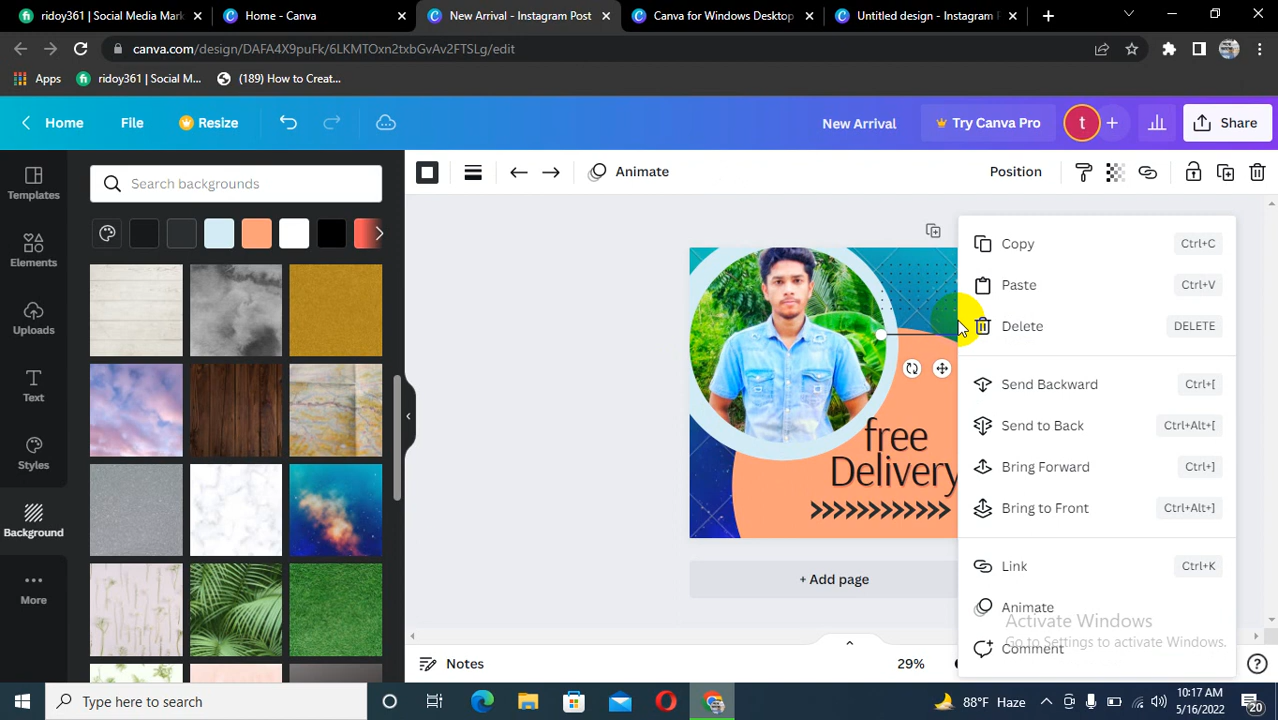 ridoy361 | Social Media Mark
Home - Canva
New Arrival - Instagram Post
Canva for Windows Desktop
Untitled design - Instagram
canva.com/design/DAFA4X9puFk/6LKMTOxn2txbGvAv2FTSLg/edit
Apps
ridoy361 | Social M...
(189) How to Creat...
Home
File
Resize
New Arrival
Try Canva Pro
t
Share
Templates
Elements
Uploads
Text
Styles
Background
More
Search backgrounds
Animate
Position
free
Delivery
+ Add page
Copy Ctrl+C
Paste Ctrl+V
Delete DELETE
Send Backward Ctrl+[
Send to Back Ctrl+Alt+[
Bring Forward Ctrl+]
Bring to Front Ctrl+Alt+]
Link Ctrl+K
Animate
Comment
Activate Windows
Go to Settings to activate Windows.
Notes
29%
Type here to search
88°F Haze
10:17 AM
5/16/2022
20